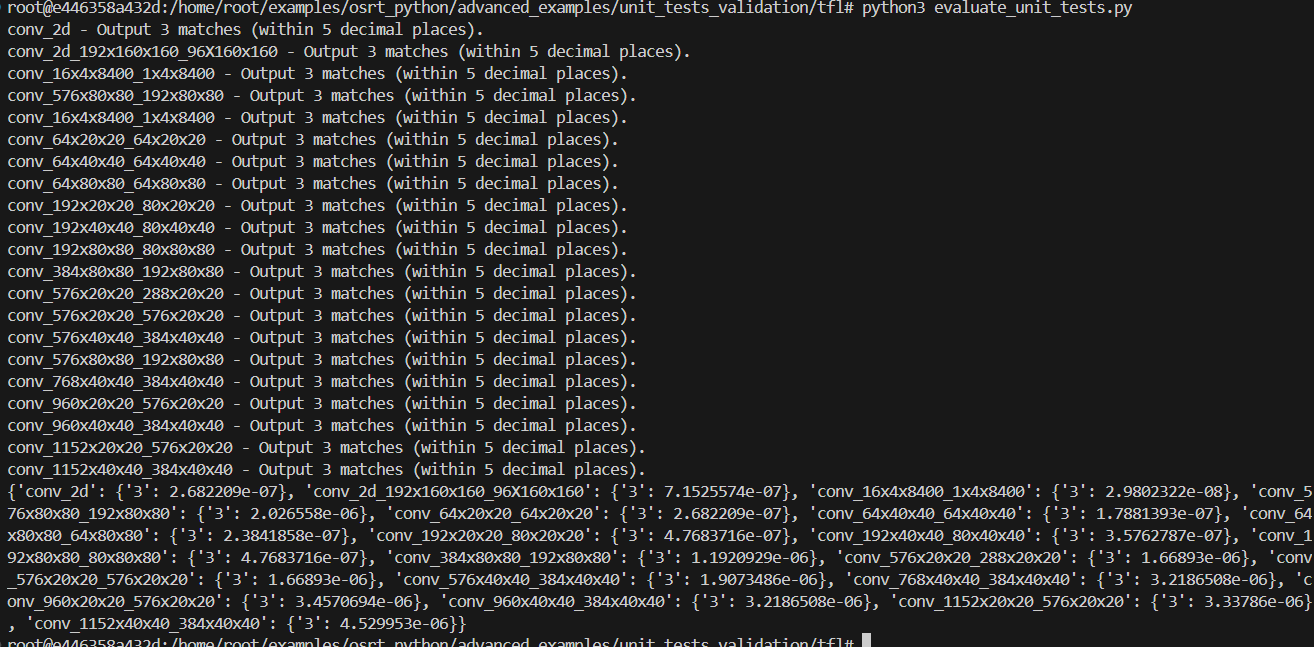 root@e446358a432d:/home/root/examples/osrt_python/advanced_examples/unit_tests_validation/tfl# python3 evaluate_unit_tests.py
conv_2d - Output 3 matches (within 5 decimal places).
conv_2d_192x160x160_96X160x160 - Output 3 matches (within 5 decimal places).
conv_16x4x8400_1x4x8400 - Output 3 matches (within 5 decimal places).
conv_576x80x80_192x80x80 - Output 3 matches (within 5 decimal places).
conv_16x4x8400_1x4x8400 - Output 3 matches (within 5 decimal places).
conv_64x20x20_64x20x20 - Output 3 matches (within 5 decimal places).
conv_64x40x40_64x40x40 - Output 3 matches (within 5 decimal places).
conv_64x80x80_64x80x80 - Output 3 matches (within 5 decimal places).
conv_192x20x20_80x20x20 - Output 3 matches (within 5 decimal places).
conv_192x40x40_80x40x40 - Output 3 matches (within 5 decimal places).
conv_192x80x80_80x80x80 - Output 3 matches (within 5 decimal places).
conv_384x80x80_192x80x80 - Output 3 matches (within 5 decimal places).
conv_576x20x20_288x20x20 - Output 3 matches (within 5 decimal places).
conv_576x20x20_576x20x20 - Output 3 matches (within 5 decimal places).
conv_576x40x40_384x40x40 - Output 3 matches (within 5 decimal places).
conv_576x80x80_192x80x80 - Output 3 matches (within 5 decimal places).
conv_768x40x40_384x40x40 - Output 3 matches (within 5 decimal places).
conv_960x20x20_576x20x20 - Output 3 matches (within 5 decimal places).
conv_960x40x40_384x40x40 - Output 3 matches (within 5 decimal places).
conv_1152x20x20_576x20x20 - Output 3 matches (within 5 decimal places).
conv_1152x40x40_384x40x40 - Output 3 matches (within 5 decimal places).
{'conv_2d': {'3': 2.682209e-07}, 'conv_2d_192x160x160_96X160x160': {'3': 7.1525574e-07}, 'conv_16x4x8400_1x4x8400': {'3': 2.9802322e-08}, 'conv_5
76x80x80_192x80x80': {'3': 2.026558e-06}, 'conv_64x20x20_64x20x20': {'3': 2.682209e-07}, 'conv_64x40x40_64x40x40': {'3': 1.7881393e-07}, 'conv_64
x80x80_64x80x80': {'3': 2.3841858e-07}, 'conv_192x20x20_80x20x20': {'3': 4.7683716e-07}, 'conv_192x40x40_80x40x40': {'3': 3.5762787e-07}, 'conv_1
92x80x80_80x80x80': {'3': 4.7683716e-07}, 'conv_384x80x80_192x80x80': {'3': 1.1920929e-06}, 'conv_576x20x20_288x20x20': {'3': 1.66893e-06}, 'conv
_576x20x20_576x20x20': {'3': 1.66893e-06}, 'conv_576x40x40_384x40x40': {'3': 1.9073486e-06}, 'conv_768x40x40_384x40x40': {'3': 3.2186508e-06}, 'c
onv_960x20x20_576x20x20': {'3': 3.4570694e-06}, 'conv_960x40x40_384x40x40': {'3': 3.2186508e-06}, 'conv_1152x20x20_576x20x20': {'3': 3.33786e-06}
, 'conv_1152x40x40_384x40x40': {'3': 4.529953e-06}}
root@e446358a432d:/home/root/examples/osrt_python/advanced_examples/unit_tests_validation/tfl#